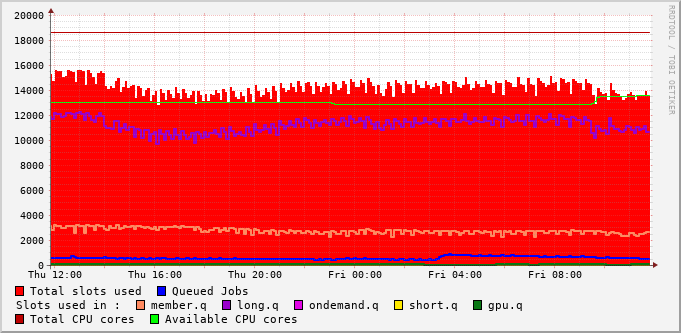 20000
18000
16000
14000
12000
10000
8000
6000
4000
2000
0
Thu 12:00 Thu 16:00 Thu 20:00 Fri 00:00 Fri 04:00 Fri 08:00
Total slots used Queued Jobs
Slots used in : member.q long.q ondemand.q short.q gpu.q
Total CPU cores Available CPU cores
RRDTOOL / TOBI OETIKER